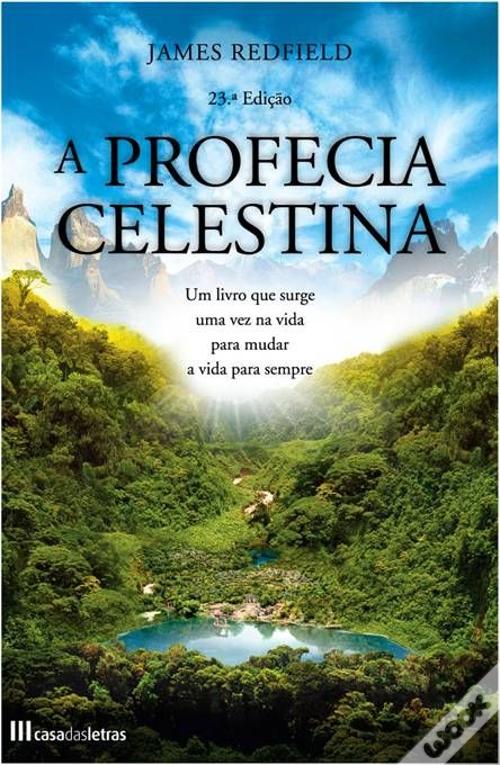 JAMES REDFIELD
23.ª Edição
A PROFECIA
CELESTINA
Um livro que surge
uma vez na vida
para mudar
a vida para sempre
casadasletras
wook